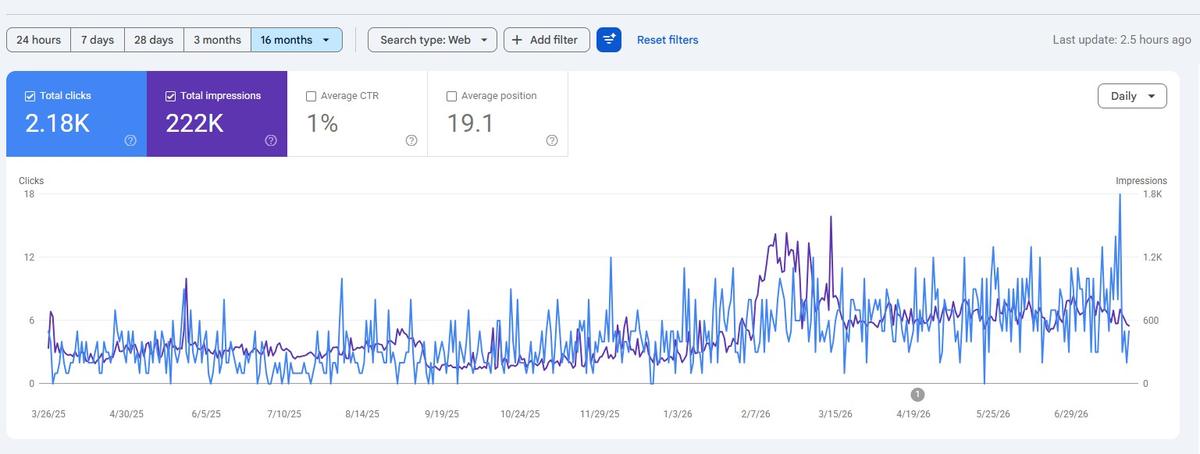 24 hours 7 days 28 days 3 months 16 months Search type: Web + Add filter Reset filters Last update: 2.5 hours ago
Total clicks Total impressions Average CTR Average position Daily
2.18K 222K 1% 19.1
Clicks Impressions
18 1.8K
12 1.2K
6 600
0 0
1
3/26/25 4/30/25 6/5/25 7/10/25 8/14/25 9/19/25 10/24/25 11/29/25 1/3/26 2/7/26 3/15/26 4/19/26 5/25/26 6/29/26